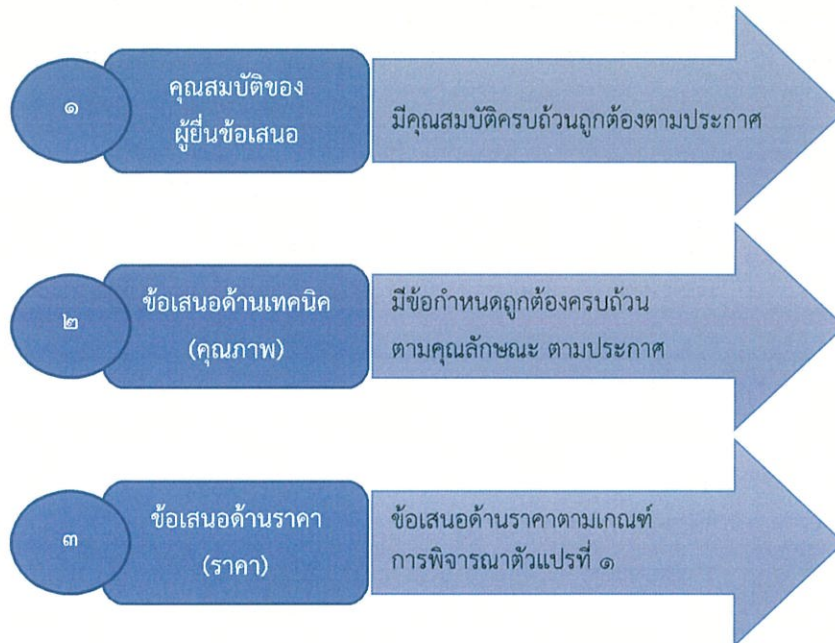 ๑
คุณสมบัติของ
ผู้ยื่นข้อเสนอ
มีคุณสมบัติครบถ้วนถูกต้องตามประกาศ
๒
ข้อเสนอด้านเทคนิค
(คุณภาพ)
มีข้อกำหนดถูกต้องครบถ้วน
ตามคุณลักษณะ ตามประกาศ
๓
ข้อเสนอด้านราคา
(ราคา)
ข้อเสนอด้านราคาตามเกณฑ์
การพิจารณาตัวแปรที่ ๑